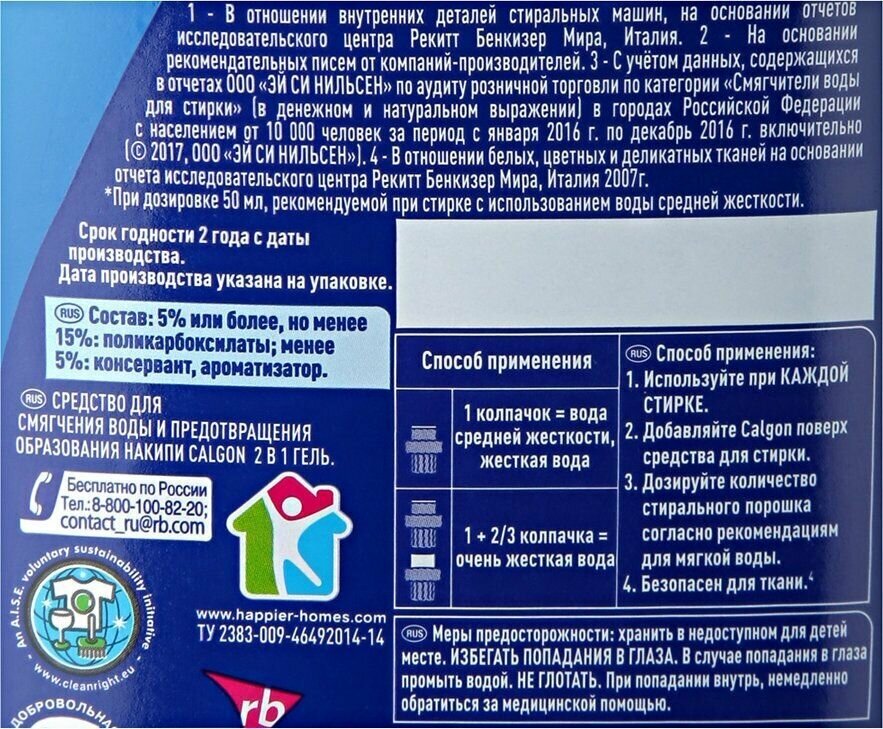 1 - В отношении внутренних деталей стиральных машин, на основании отчетов
исследовательского центра Рекитт Бенкизер Мира, Италия. 2 - На основании
рекомендательных писем от компаний-производителей. 3 - С учётом данных, содержащихся
в отчетах ООО «ЭЙ СИ НИЛЬСЕН» по аудиту розничной торговли по категории «Смягчители воды
для стирки» (в денежном и натуральном выражении) в городах Российской Федерации
с населением от 10 000 человек за период с января 2016 г. по декабрь 2016 г. включительно
(© 2017, ООО «ЭЙ СИ НИЛЬСЕН»). 4 - В отношении белых, цветных и деликатных тканей на основании
отчета исследовательского центра Рекитт Бенкизер Мира, Италия 2007г.
*При дозировке 50 мл, рекомендуемой при стирке с использованием воды средней жесткости.
Срок годности 2 года с даты
производства.
Дата производства указана на упаковке.
RUS Состав: 5% или более, но менее
15%: поликарбоксилаты; менее
5%: консервант, ароматизатор.
RUS СРЕДСТВО ДЛЯ
СМЯГЧЕНИЯ ВОДЫ И ПРЕДОТВРАЩЕНИЯ
ОБРАЗОВАНИЯ НАКИПИ CALGON 2 В 1 ГЕЛЬ.
Бесплатно по России
Тел.: 8-800-100-82-20;
contact_ru@rb.com
An A.I.S.E. voluntary sustainability initiative
www.cleanright.eu
www.happier-homes.com
ТУ 2383-009-46492014-14
rb
ДОБРОВОЛЬНА
Способ применения
1 колпачок = вода
средней жесткости,
жесткая вода
1 + 2/3 колпачка =
очень жесткая вода
RUS Способ применения:
1. Используйте при КАЖДОЙ
СТИРКЕ.
2. Добавляйте Calgon поверх
средства для стирки.
3. Дозируйте количество
стирального порошка
согласно рекомендациям
для мягкой воды.
4. Безопасен для ткани.4
RUS Меры предосторожности: хранить в недоступном для детей
месте. ИЗБЕГАТЬ ПОПАДАНИЯ В ГЛАЗА. В случае попадания в глаза
промыть водой. НЕ ГЛОТАТЬ. При попадании внутрь, немедленно
обратиться за медицинской помощью.